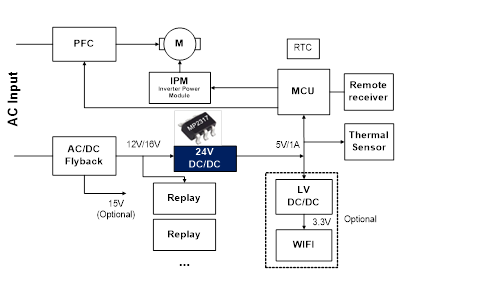 PFC
M
RTC
AC Input
IPM
Inverter Power
Module
MCU
Remote
receiver
MP2317
AC/DC
Flyback
12V/16V
24V
DC/DC
5V/1A
Thermal
Sensor
15V
(Optional)
Replay
LV
DC/DC
Optional
3.3V
Replay
WIFI
...